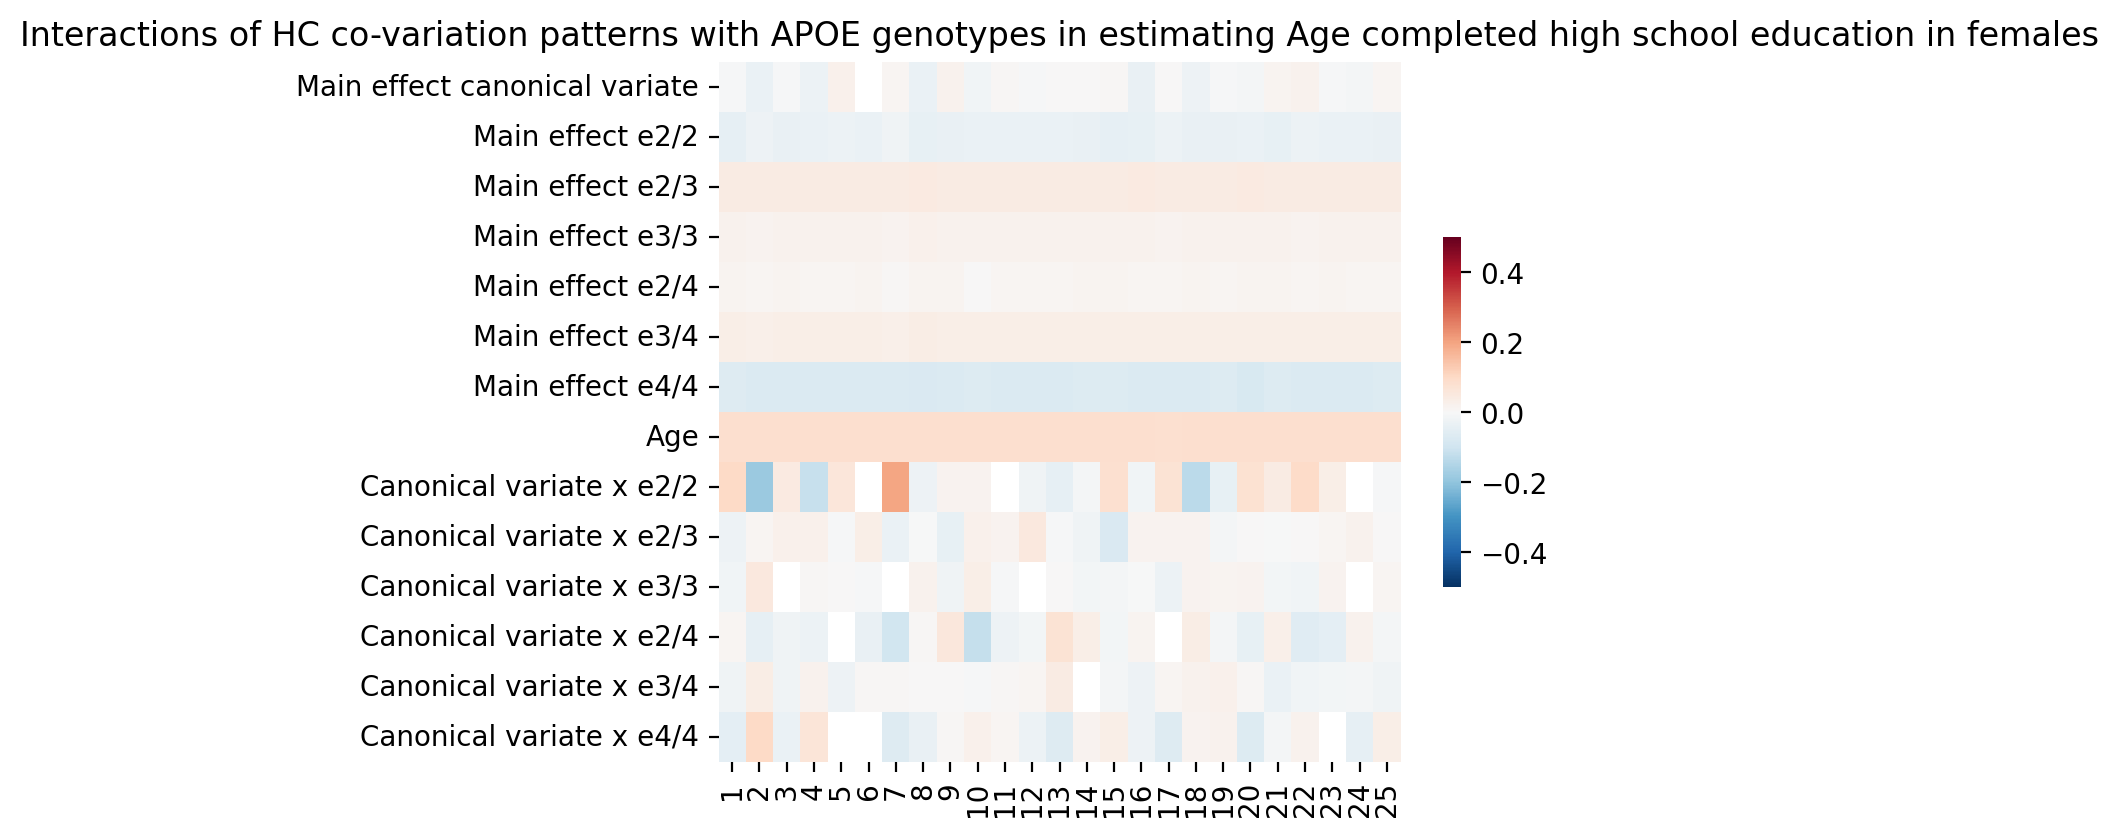 Interactions of HC co-variation patterns with APOE genotypes in estimating Age completed high school education in females
Main effect canonical variate
Main effect e2/2
Main effect e2/3
Main effect e3/3
Main effect e2/4
Main effect e3/4
Main effect e4/4
Age
Canonical variate x e2/2
Canonical variate x e2/3
Canonical variate x e3/3
Canonical variate x e2/4
Canonical variate x e3/4
Canonical variate x e4/4
1 2 3 4 5 6 7 8 9 10 11 12 13 14 15 16 17 18 19 20 21 22 23 24 25
0.4
0.2
0.0
−0.2
−0.4